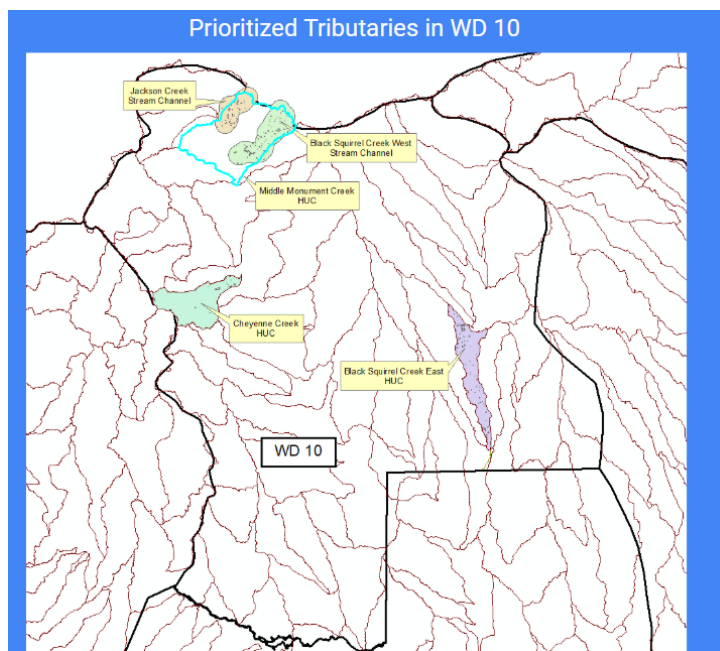 Prioritized Tributaries in WD 10
Jackson Creek
Stream Channel
Black Squirrel Creek West
Stream Channel
Middle Monument Creek
HUC
Cheyenne Creek
HUC
Black Squirrel Creek East
HUC
WD 10